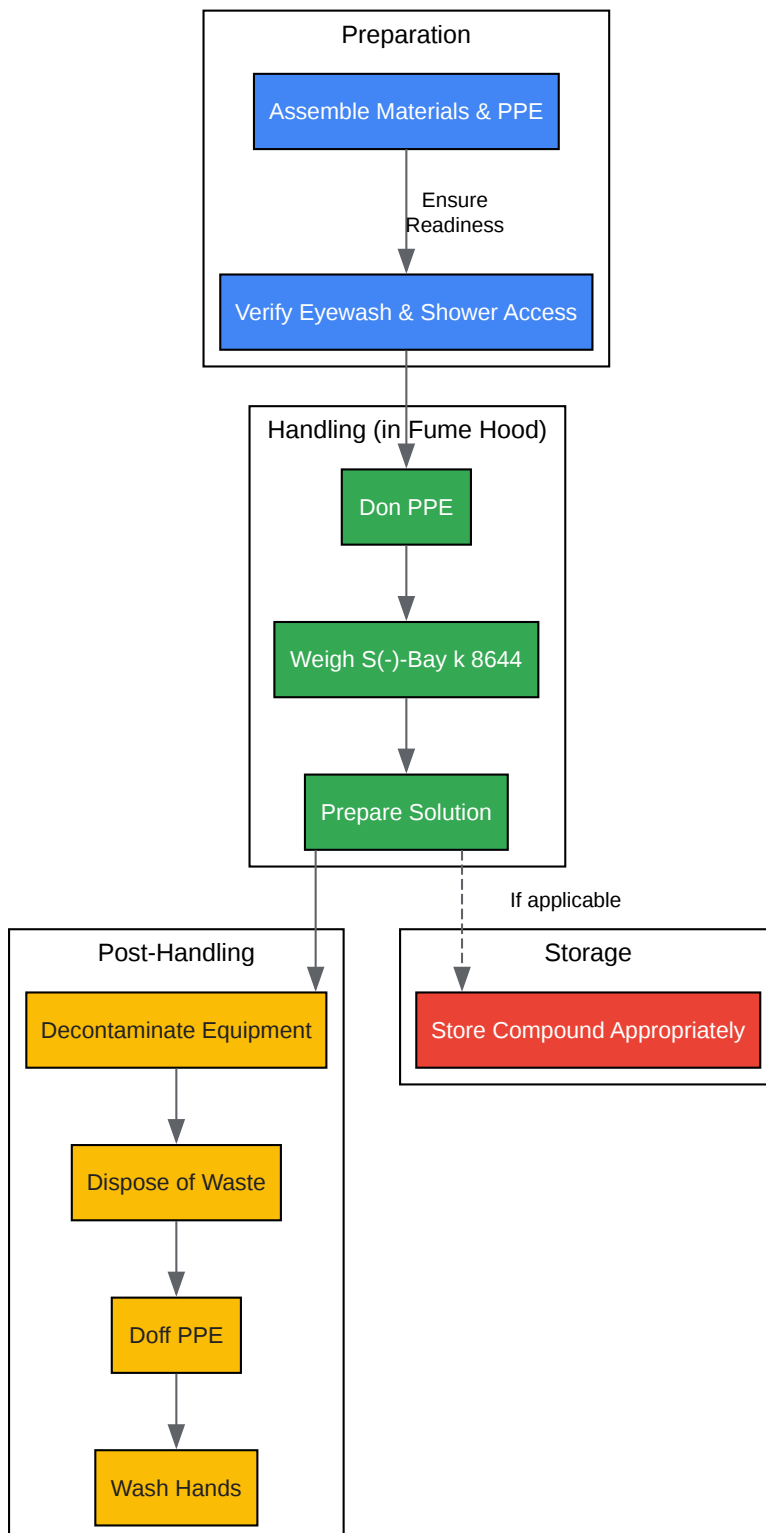 Preparation
Assemble Materials & PPE
Ensure
Readiness
Verify Eyewash & Shower Access
Handling (in Fume Hood)
Don PPE
Weigh S(-)-Bay k 8644
Prepare Solution
If applicable
Post-Handling
Decontaminate Equipment
Dispose of Waste
Doff PPE
Wash Hands
Storage
Store Compound Appropriately